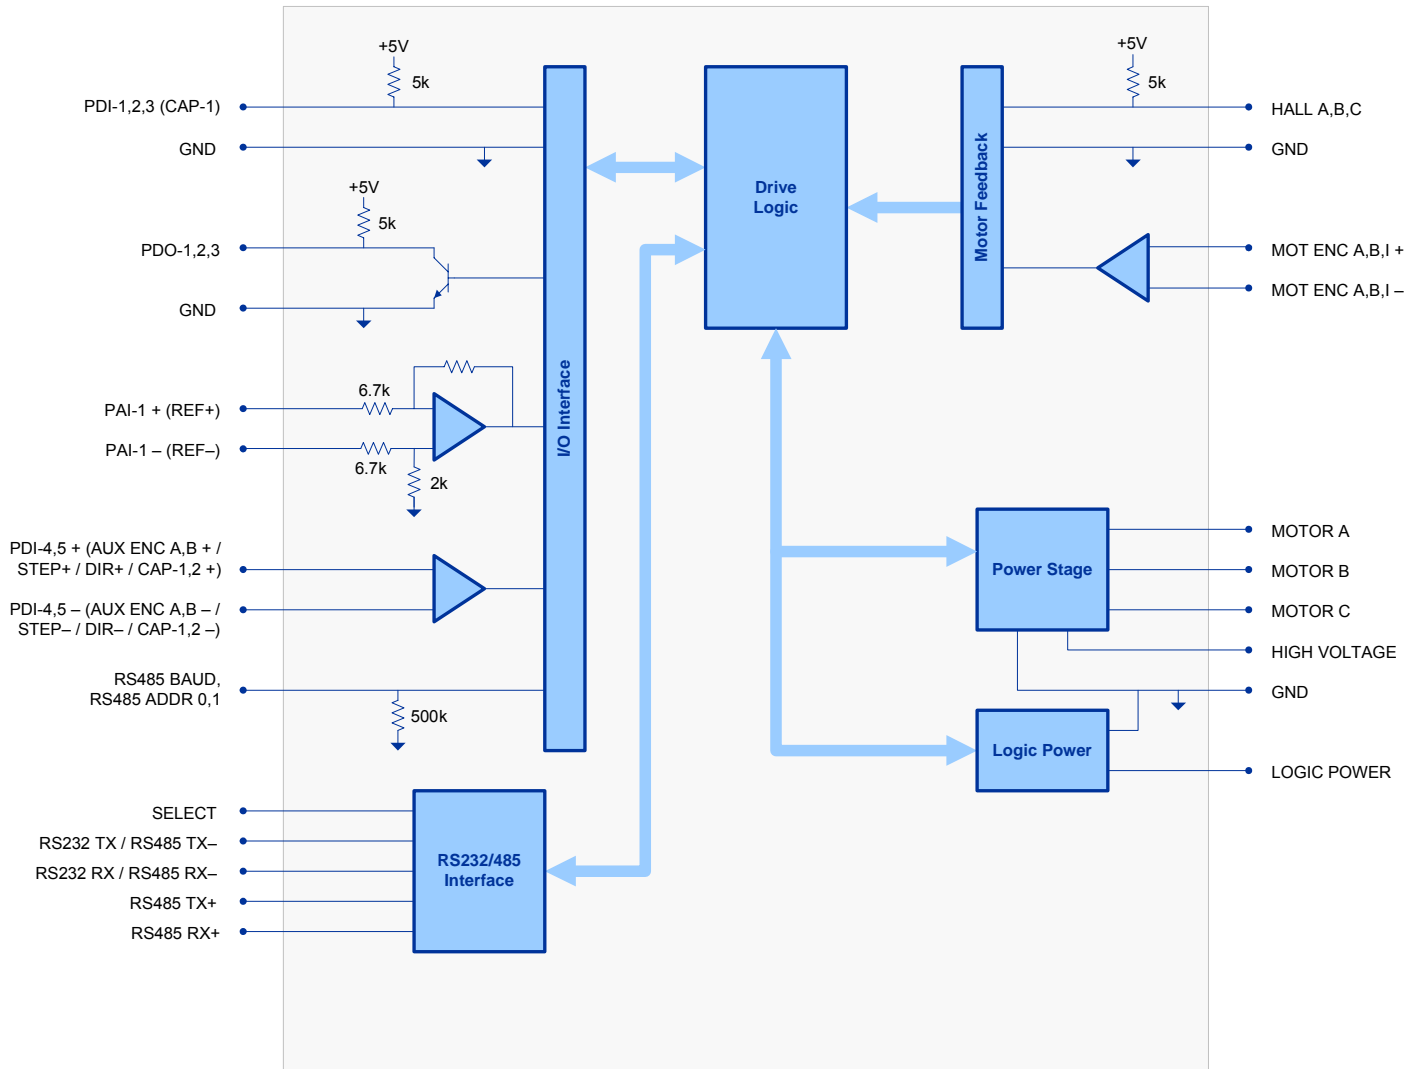 +5V
5k
PDI-1,2,3 (CAP-1)
GND
+5V
5k
PDO-1,2,3
GND
6.7k
PAI-1 + (REF+)
PAI-1 – (REF–)
6.7k
2k
PDI-4,5 + (AUX ENC A,B + /
STEP+ / DIR+ / CAP-1,2 +)
PDI-4,5 – (AUX ENC A,B – /
STEP– / DIR– / CAP-1,2 –)
RS485 BAUD,
RS485 ADDR 0,1
500k
I/O Interface
SELECT
RS232 TX / RS485 TX–
RS232 RX / RS485 RX–
RS485 TX+
RS485 RX+
RS232/485
Interface
Drive
Logic
Motor Feedback
+5V
5k
HALL A,B,C
GND
MOT ENC A,B,I +
MOT ENC A,B,I –
Power Stage
MOTOR A
MOTOR B
MOTOR C
HIGH VOLTAGE
GND
Logic Power
LOGIC POWER